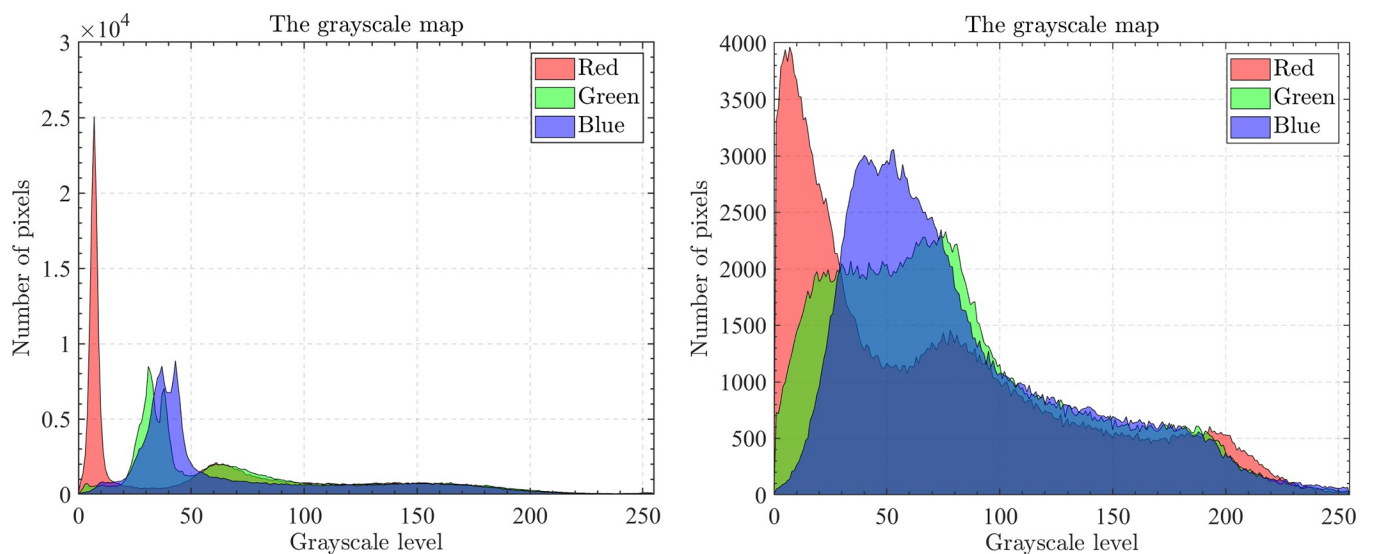 The grayscale map
×10⁴
3
2.5
2
1.5
1
0.5
0
Number of pixels
0 50 100 150 200 250
Grayscale level
Red
Green
Blue
The grayscale map
4000
3500
3000
2500
2000
1500
1000
500
0
Number of pixels
0 50 100 150 200 250
Grayscale level
Red
Green
Blue